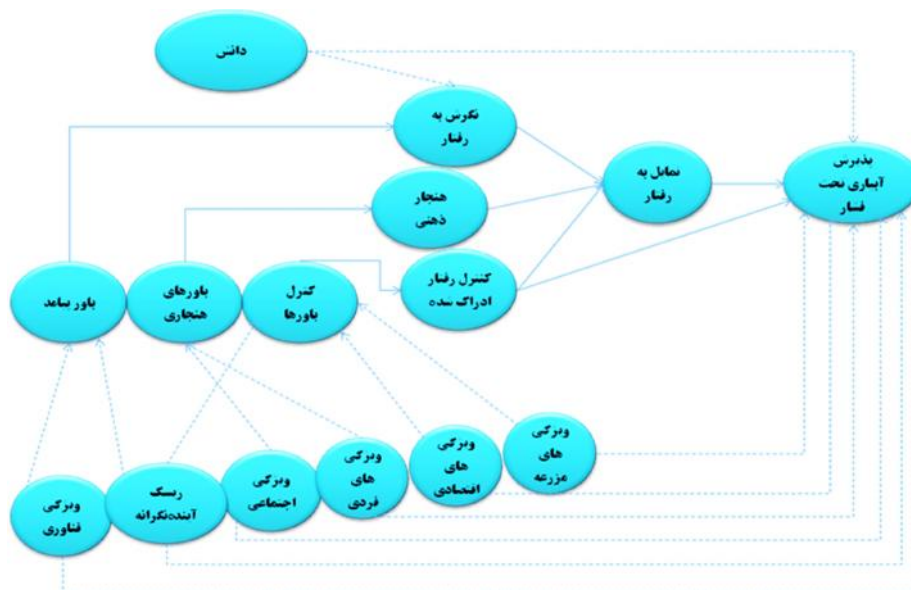 دانش
نگرش به
رفتار
تمایل به
رفتار
پذیرش
آبیاری تحت
فشار
هنجار
ذهنی
کنترل رفتار
ادراک شده
کنترل
باورها
باورهای
هنجاری
باور پیامد
ویژگی
های
مزرعه
ویژگی
های
اقتصادی
ویژگی
های
فردی
ویژگی
اجتماعی
ریسک
آینده‌نگرانه
ویژگی
فناوری